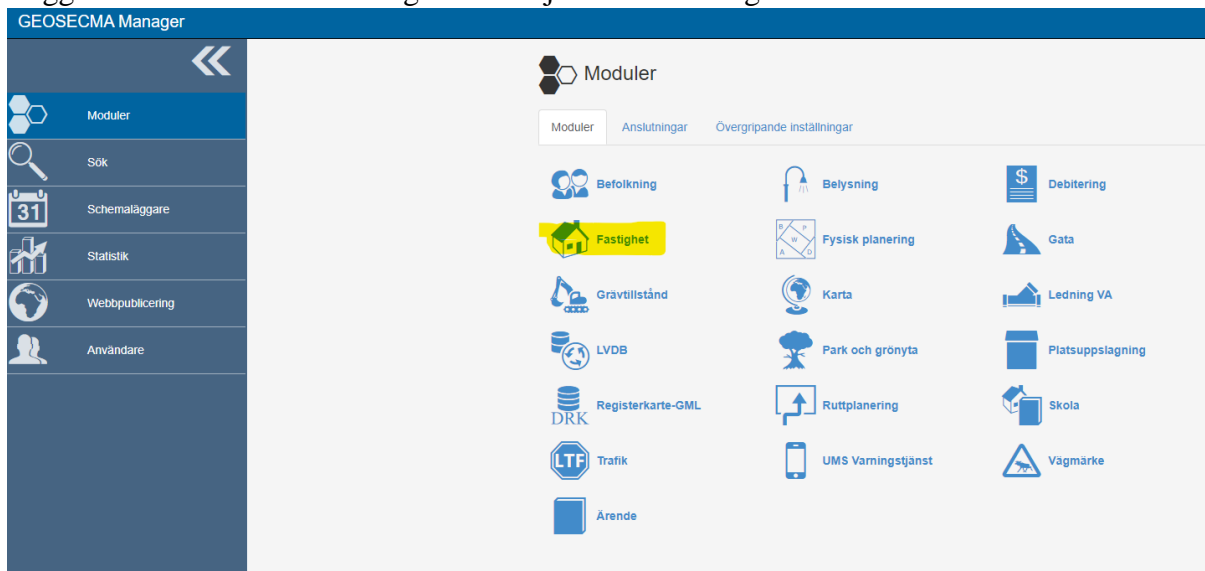 GEOSECMA Manager
Moduler
Sök
31
Schemaläggare
Statistik
Webbpublicering
Användare
Moduler
Moduler Anslutningar Övergripande inställningar
Befolkning Belysning $ Debitering
Fastighet B P W A D Fysisk planering Gata
Grävtillstånd Karta Ledning VA
LVDB Park och grönyta Platsuppslagning
DRK Registerkarte-GML Ruttplanering Skola
LTF Trafik UMS Varningstjänst Vägmärke
Ärende